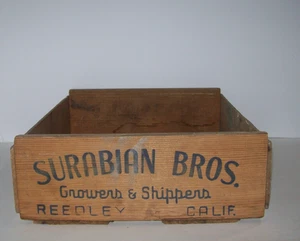 SURABIAN BROS.
Growers & Shippers
REEDLEY CALIF.